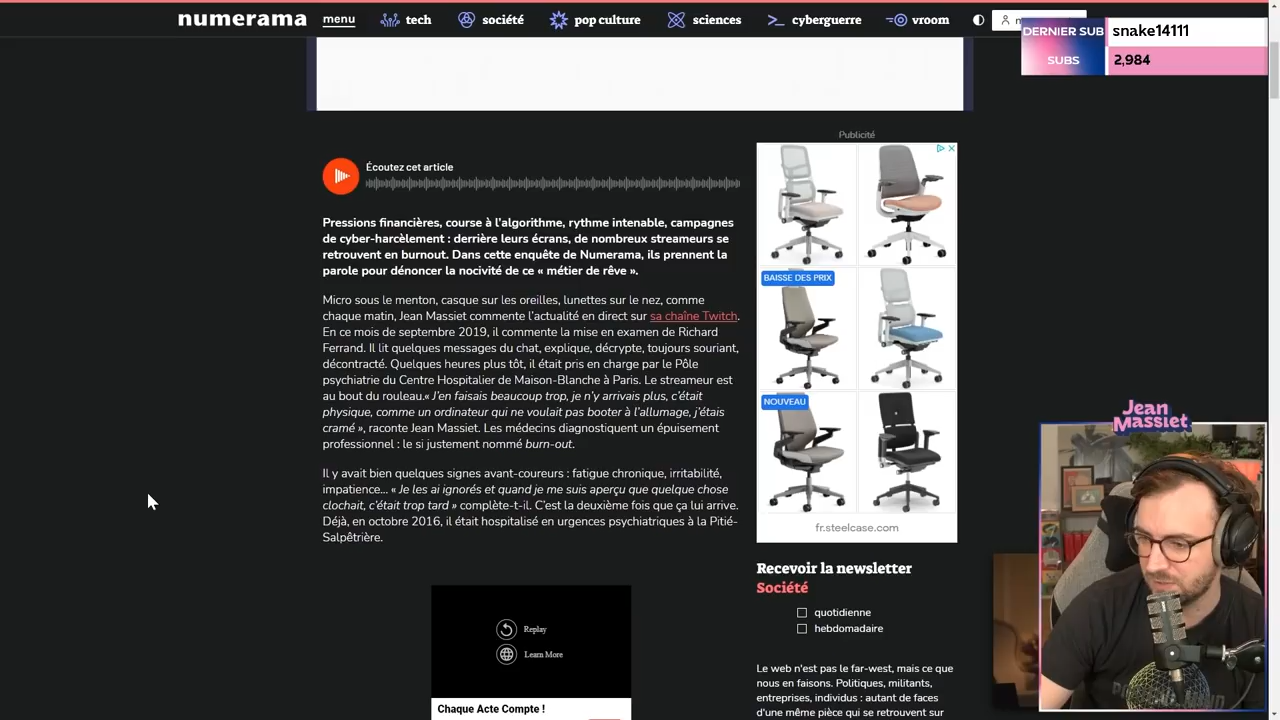 numerama
menu
tech
société
pop culture
sciences
cyberguerre
vroom
DERNIER SUB
snake14111
SUBS
2,984
Publicité
Écoutez cet article
Pressions financières, course à l'algorithme, rythme intenable, campagnes
de cyber-harcèlement : derrière leurs écrans, de nombreux streameurs se
retrouvent en burnout. Dans cette enquête de Numerama, ils prennent la
parole pour dénoncer la nocivité de ce « métier de rêve ».
Micro sous le menton, casque sur les oreilles, lunettes sur le nez, comme
chaque matin, Jean Massiet commente l'actualité en direct sur sa chaîne Twitch.
En ce mois de septembre 2019, il commente la mise en examen de Richard
Ferrand. Il lit quelques messages du chat, explique, décrypte, toujours souriant,
décontracté. Quelques heures plus tôt, il était pris en charge par le Pôle
psychiatrie du Centre Hospitalier de Maison-Blanche à Paris. Le streameur est
au bout du rouleau.« J'en faisais beaucoup trop, je n'y arrivais plus, c'était
physique, comme un ordinateur qui ne voulait pas booter à l'allumage, j'étais
cramé », raconte Jean Massiet. Les médecins diagnostiquent un épuisement
professionnel : le si justement nommé burn-out.
Il y avait bien quelques signes avant-coureurs : fatigue chronique, irritabilité,
impatience… « Je les ai ignorés et quand je me suis aperçu que quelque chose
clochait, c'était trop tard » complète-t-il. C'est la deuxième fois que ça lui arrive.
Déjà, en octobre 2016, il était hospitalisé en urgences psychiatriques à la Pitié-
Salpêtrière.
BAISSE DES PRIX
NOUVEAU
fr.steelcase.com
Recevoir la newsletter
Société
quotidienne
hebdomadaire
Le web n'est pas le far-west, mais ce que
nous en faisons. Politiques, militants,
entreprises, individus : autant de faces
d'une même pièce qui se retrouvent sur
Replay
Learn More
Chaque Acte Compte !
Jean
Massiet